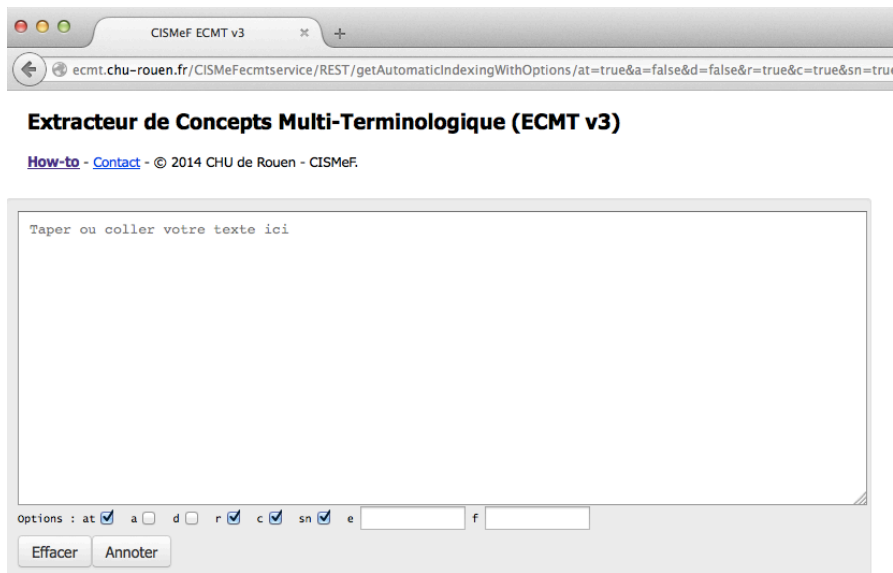 CISMeF ECMT v3
ecmt.chu-rouen.fr/CISMeFecmtservice/REST/getAutomaticIndexingWithOptions/at=true&a=false&d=false&r=true&c=true&sn=true
Extracteur de Concepts Multi-Terminologique (ECMT v3)
How-to - Contact - © 2014 CHU de Rouen - CISMeF.
Taper ou coller votre texte ici
Options : at a d r c sn e f
Effacer Annoter